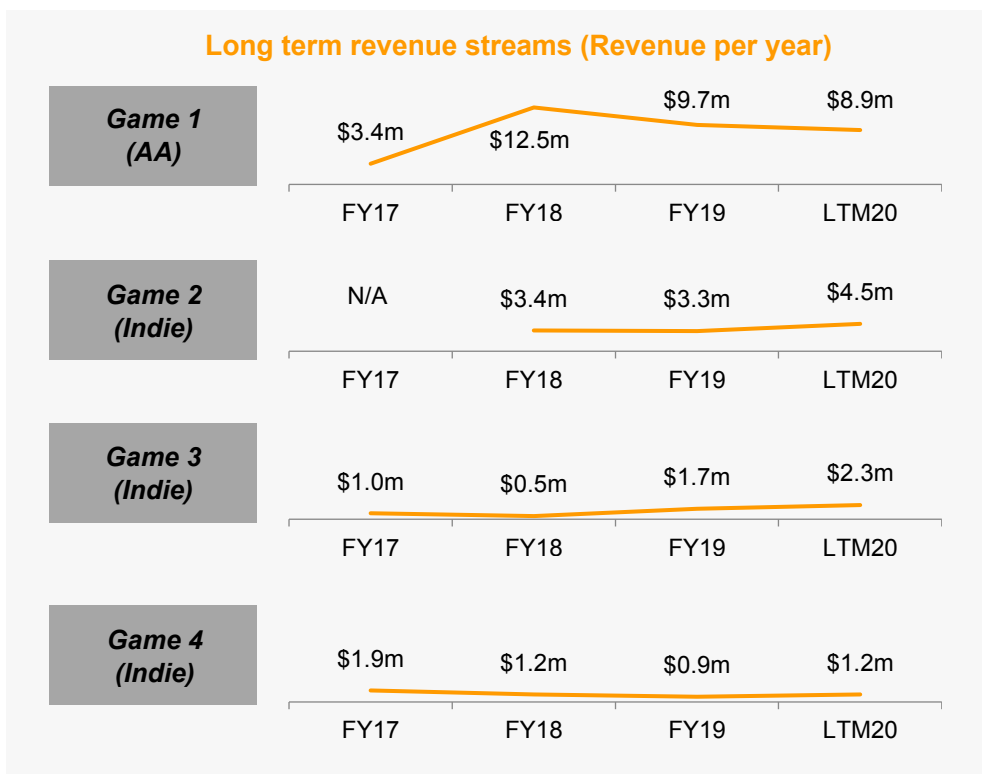 Long term revenue streams (Revenue per year)
Game 1
(AA)
$3.4m
$12.5m
$9.7m
$8.9m
FY17 FY18 FY19 LTM20
Game 2
(Indie)
N/A
$3.4m
$3.3m
$4.5m
FY17 FY18 FY19 LTM20
Game 3
(Indie)
$1.0m
$0.5m
$1.7m
$2.3m
FY17 FY18 FY19 LTM20
Game 4
(Indie)
$1.9m
$1.2m
$0.9m
$1.2m
FY17 FY18 FY19 LTM20